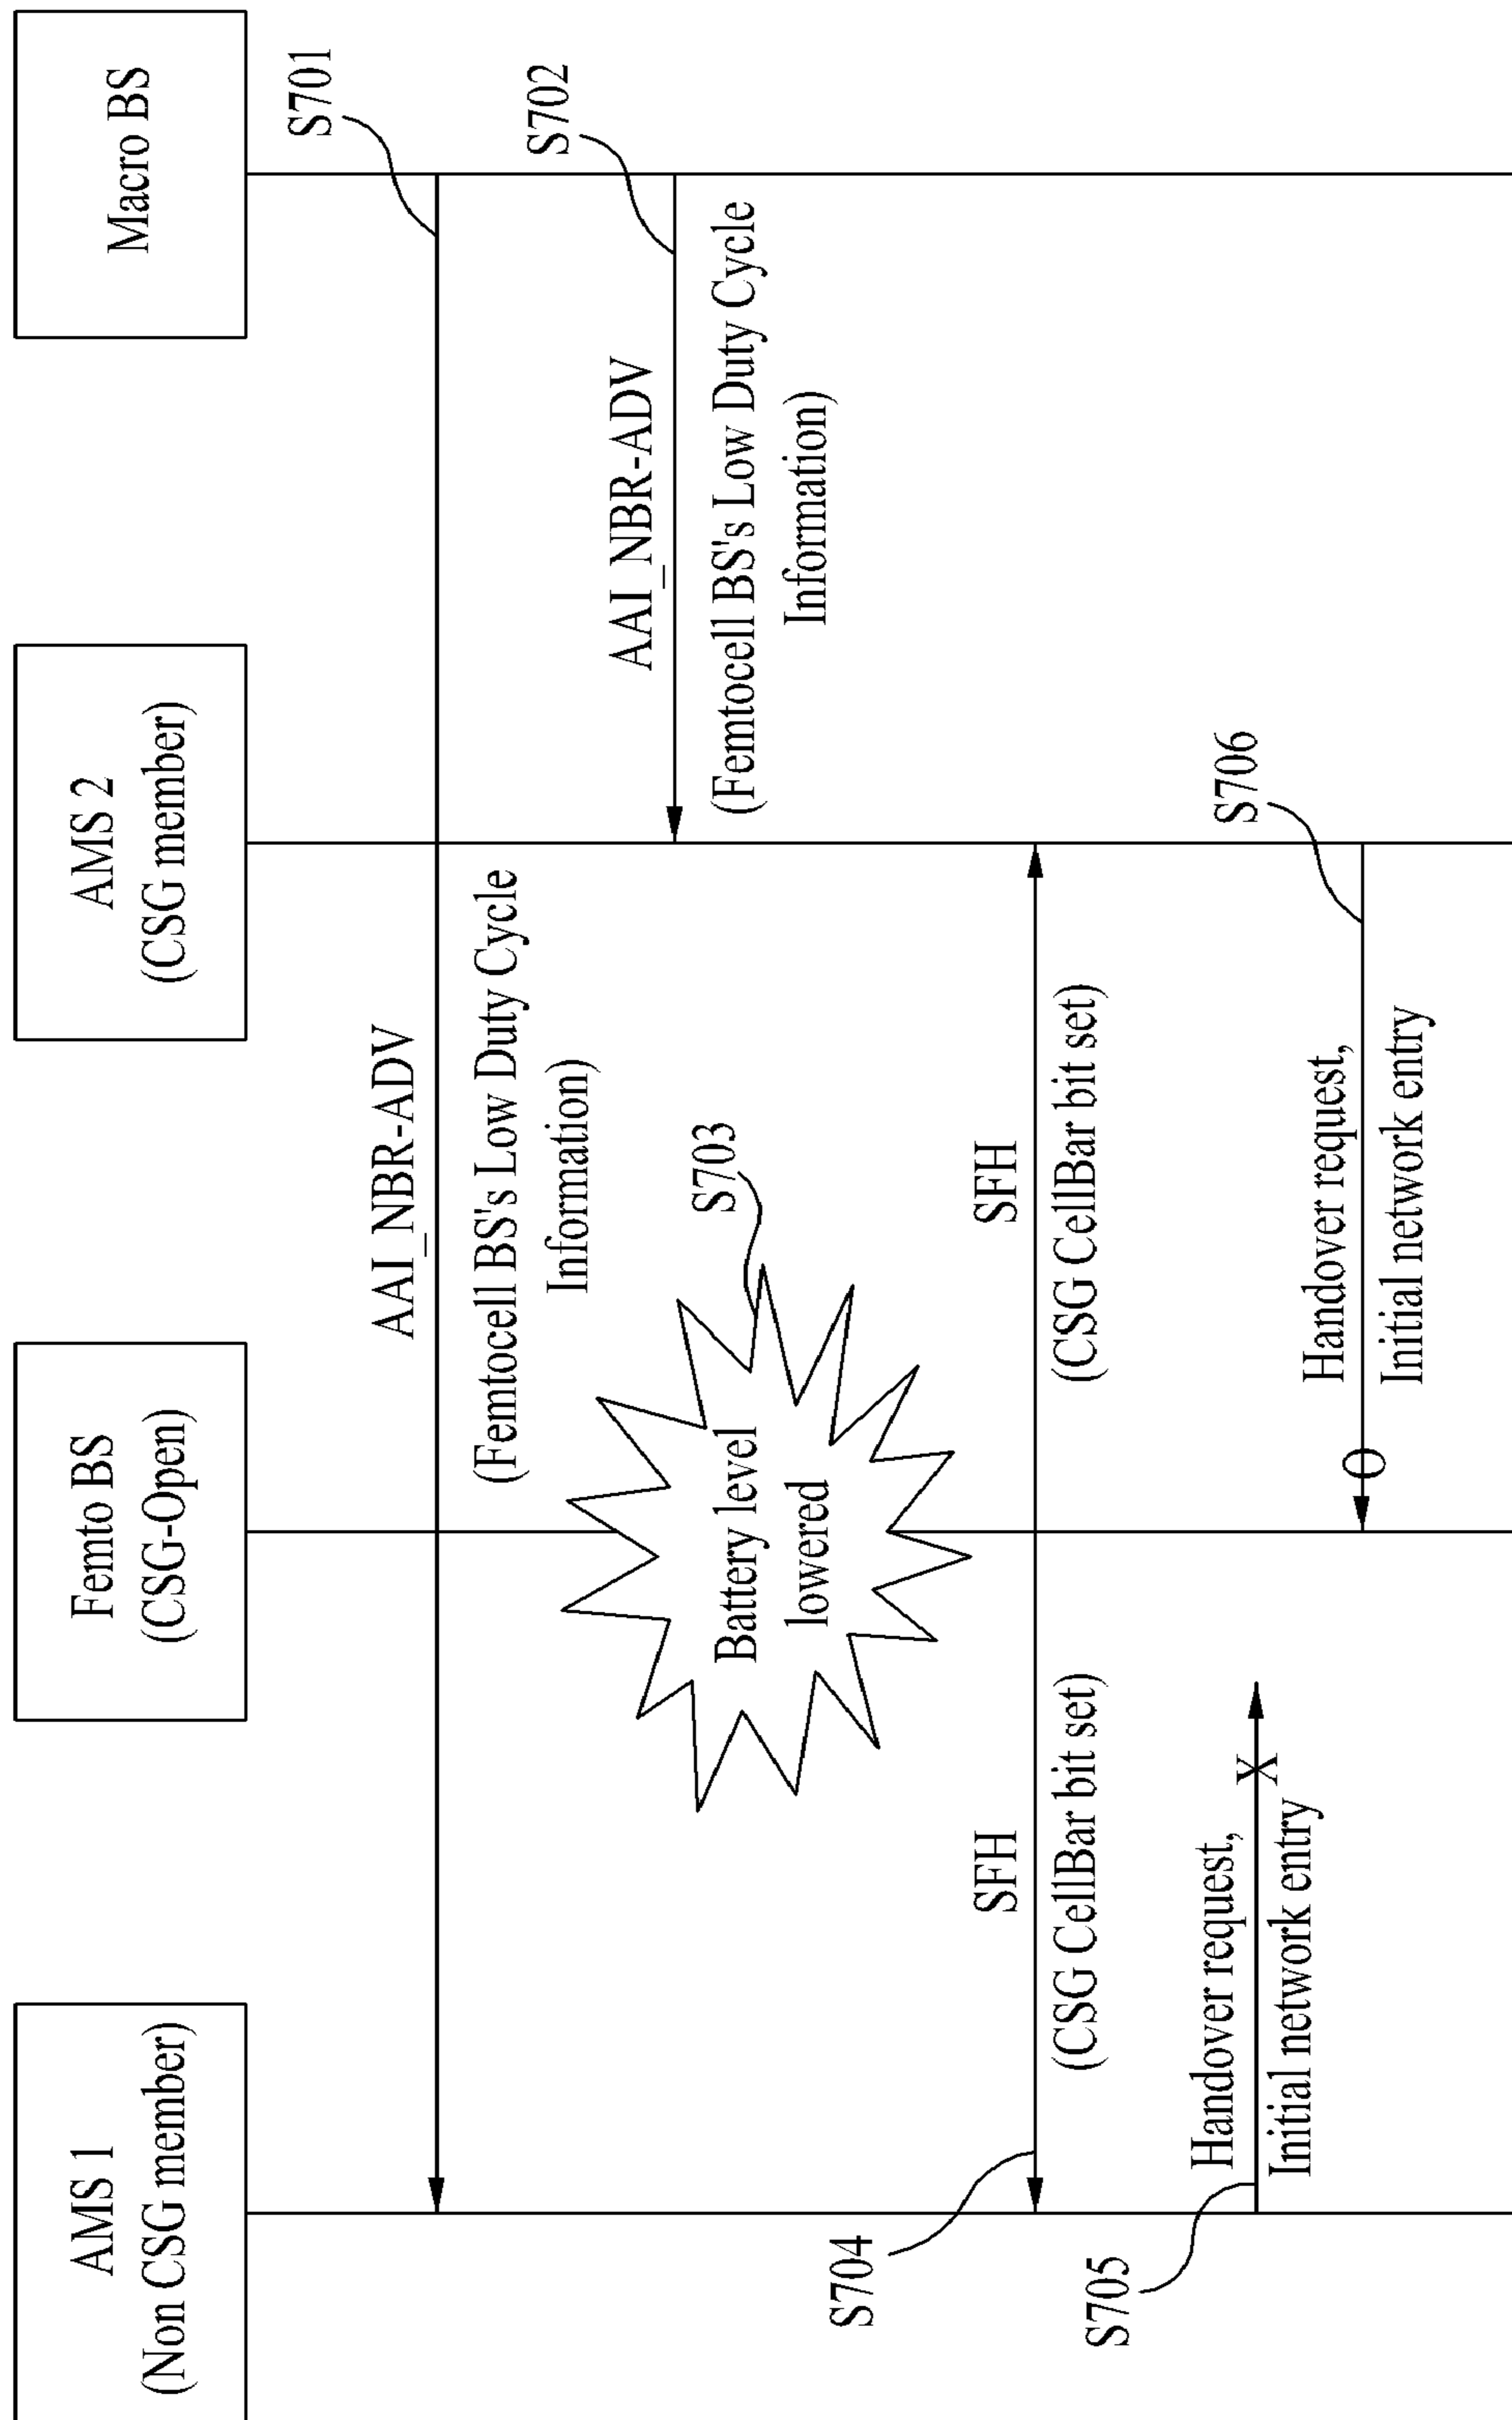 AMS 1
(Non CSG member)
Femto BS
(CSG-Open)
AMS 2
(CSG member)
Macro BS
S701
AAI_NBR-ADV
(Femtocell BS's Low Duty Cycle
Information)
S702
AAI_NBR-ADV
(Femtocell BS's Low Duty Cycle
Information)
S703
Battery level
lowered
S704
SFH
(CSG CellBar bit set)
SFH
(CSG CellBar bit set)
S705
Handover request,
X
Initial network entry
S706
Handover request,
O
Initial network entry